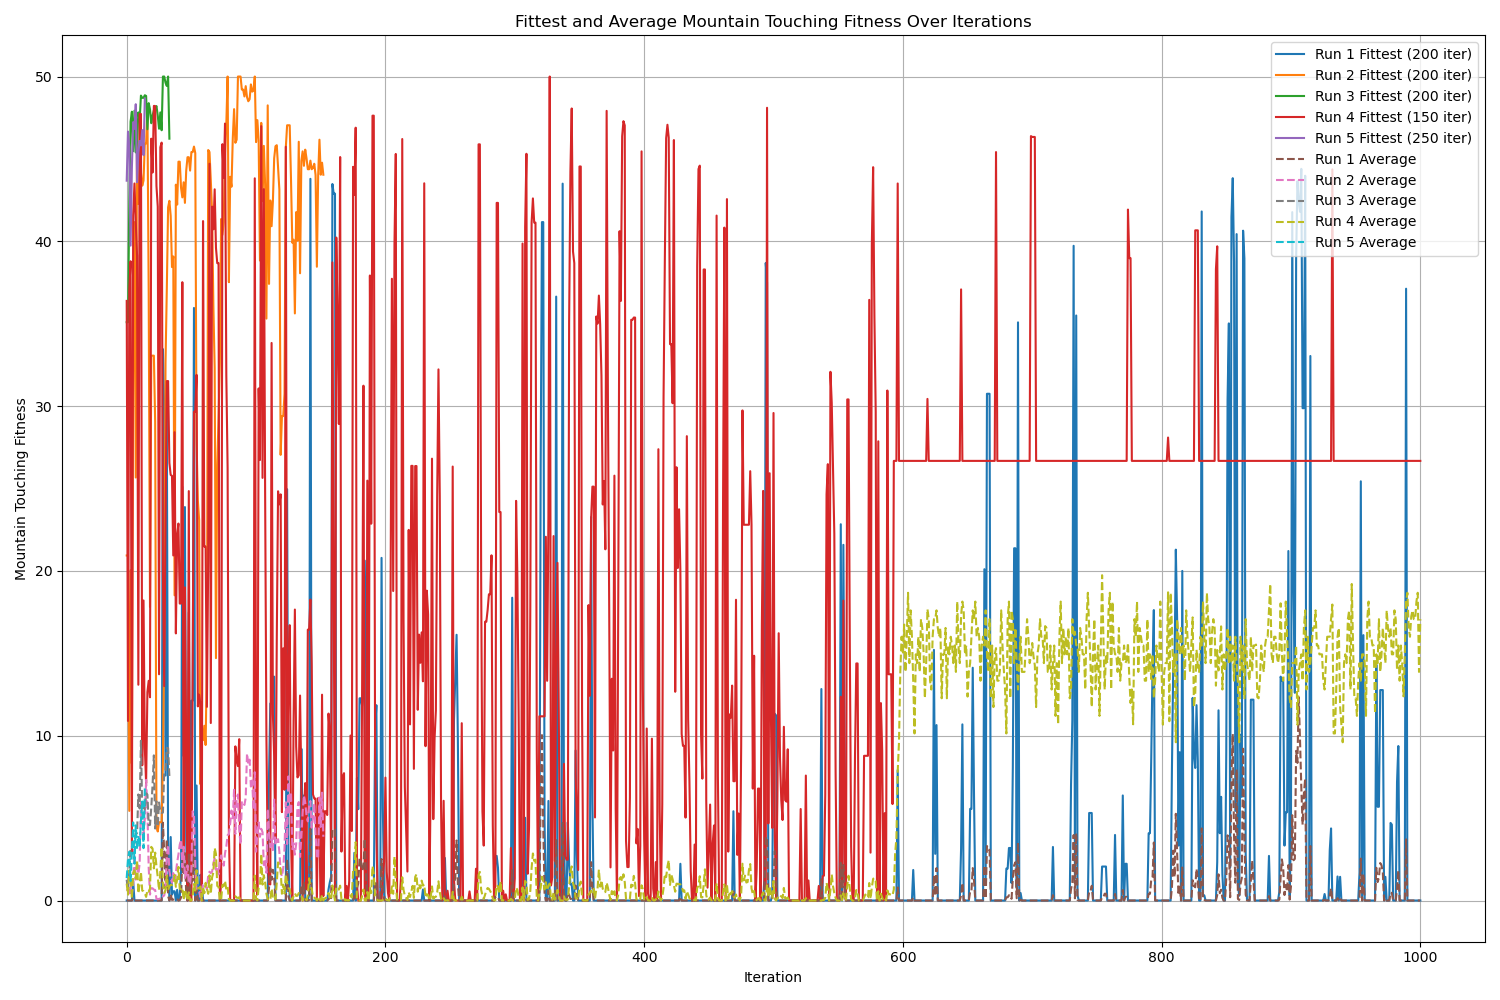 Fittest and Average Mountain Touching Fitness Over Iterations
Run 1 Fittest (200 iter)
Run 2 Fittest (200 iter)
Run 3 Fittest (200 iter)
Run 4 Fittest (150 iter)
Run 5 Fittest (250 iter)
Run 1 Average
Run 2 Average
Run 3 Average
Run 4 Average
Run 5 Average
Mountain Touching Fitness
50
40
30
20
10
0
0 200 400 600 800 1000
Iteration